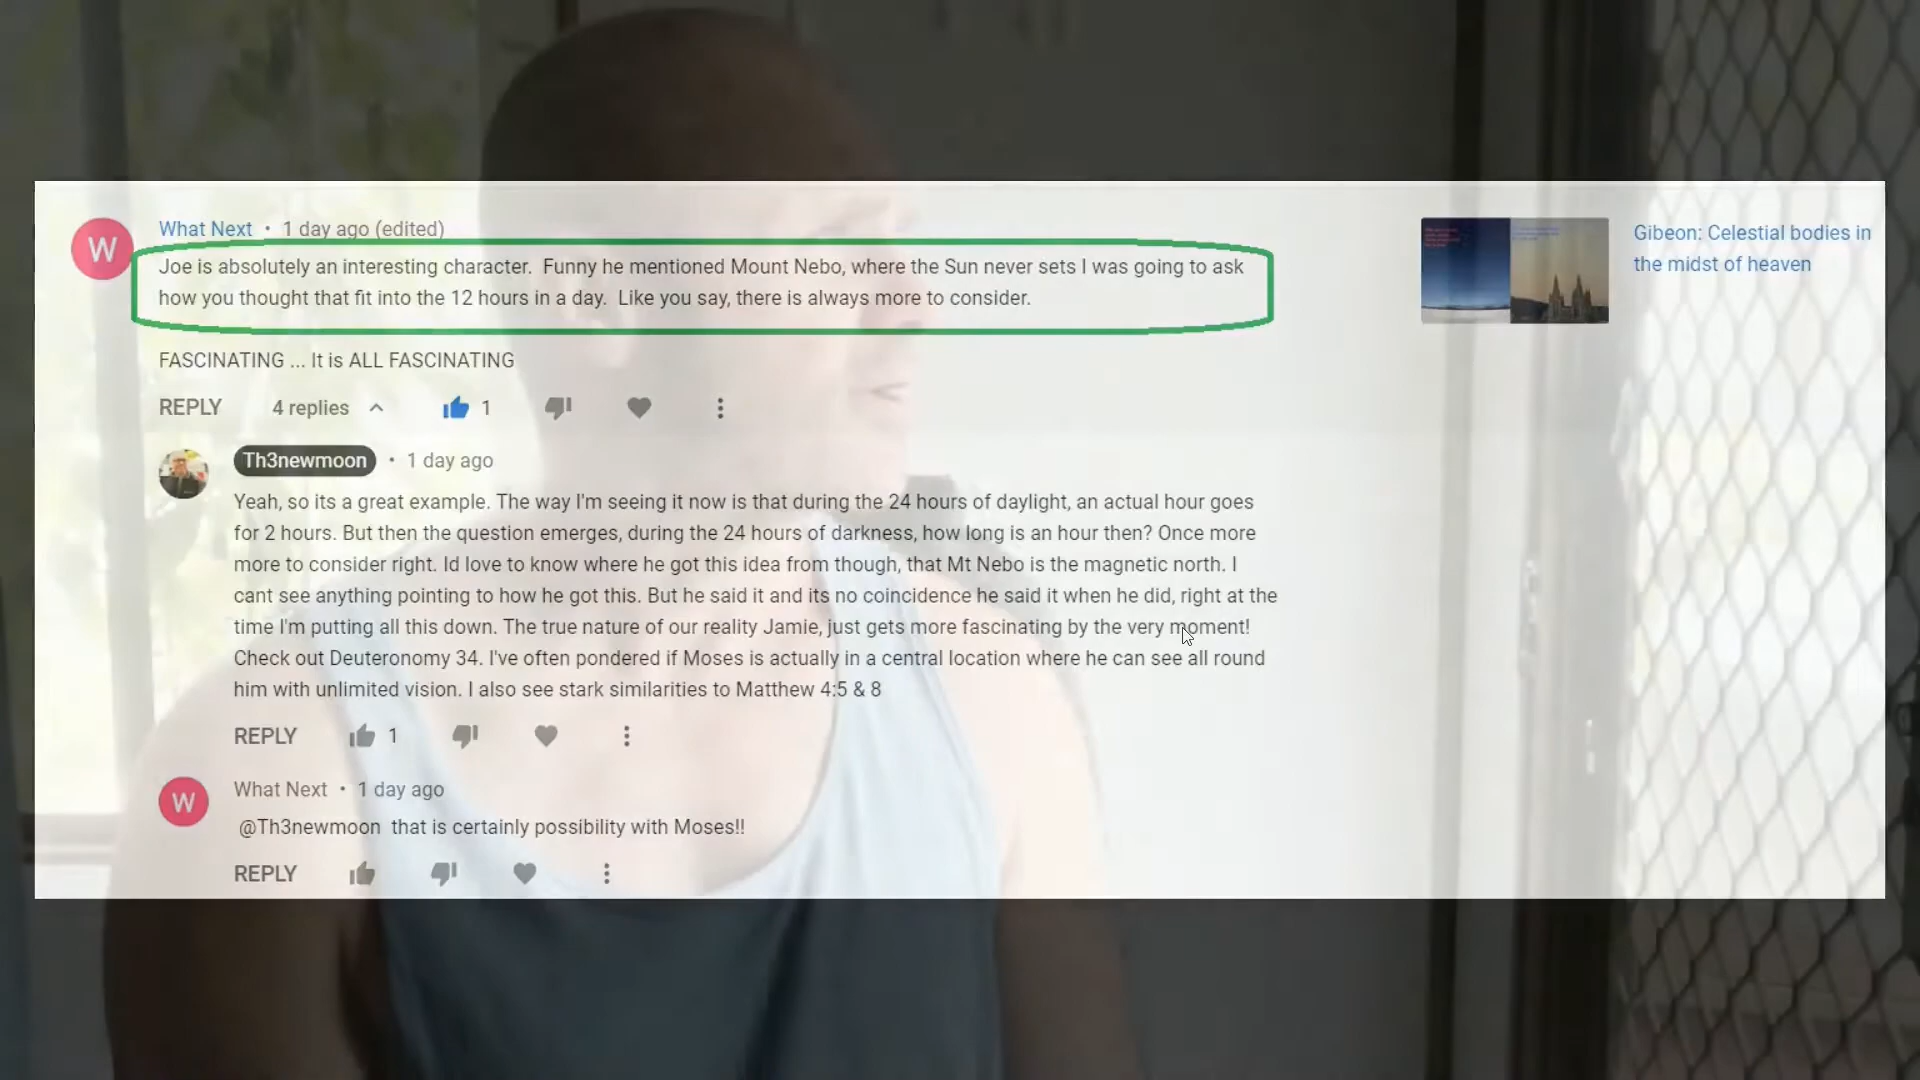 W
What Next • 1 day ago (edited)
Joe is absolutely an interesting character.  Funny he mentioned Mount Nebo, where the Sun never sets I was going to ask
how you thought that fit into the 12 hours in a day.  Like you say, there is always more to consider.
FASCINATING ... It is ALL FASCINATING
REPLY 4 replies 1
Gibeon: Celestial bodies in
the midst of heaven
Th3newmoon • 1 day ago
Yeah, so its a great example. The way I'm seeing it now is that during the 24 hours of daylight, an actual hour goes
for 2 hours. But then the question emerges, during the 24 hours of darkness, how long is an hour then? Once more
more to consider right. Id love to know where he got this idea from though, that Mt Nebo is the magnetic north. I
cant see anything pointing to how he got this. But he said it and its no coincidence he said it when he did, right at the
time I'm putting all this down. The true nature of our reality Jamie, just gets more fascinating by the very moment!
Check out Deuteronomy 34. I've often pondered if Moses is actually in a central location where he can see all round
him with unlimited vision. I also see stark similarities to Matthew 4:5 & 8
REPLY 1
W
What Next • 1 day ago
@Th3newmoon  that is certainly possibility with Moses!!
REPLY